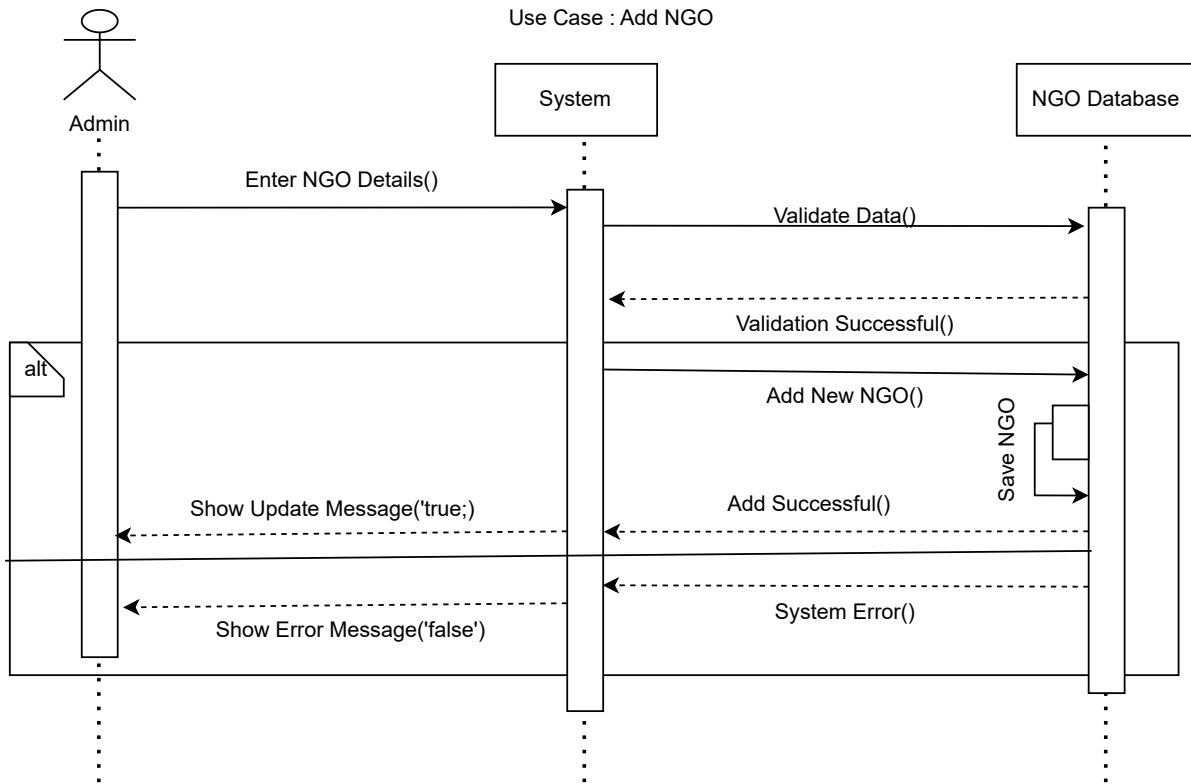 Use Case : Add NGO
System
NGO Database
Admin
Enter NGO Details()
Validate Data()
Validation Successful()
alt
Add New NGO()
Save NGO
Add Successful()
Show Update Message('true;)
System Error()
Show Error Message('false')